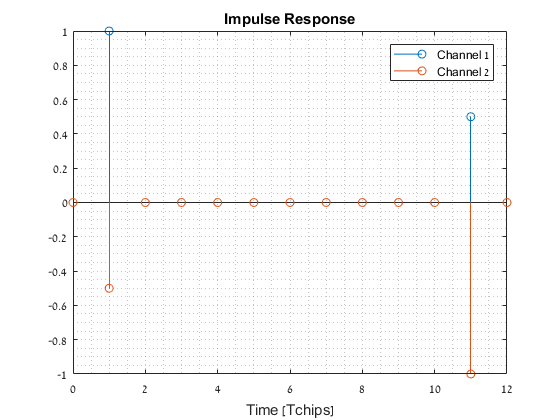 Impulse Response
Channel 1
Channel 2
1
0.8
0.6
0.4
0.2
0
-0.2
-0.4
-0.6
-0.8
-1
0 2 4 6 8 10 12
Time [Tchips]